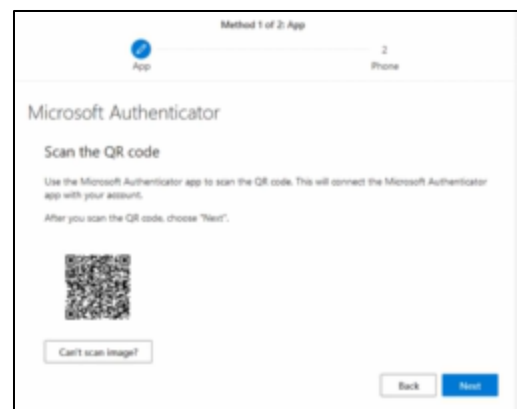 Method 1 of 2: App
App
2
Phone
Microsoft Authenticator
Scan the QR code
Use the Microsoft Authenticator app to scan the QR code. This will connect the Microsoft Authenticator
app with your account.
After you scan the QR code, choose "Next".
Can't scan image?
Back
Next